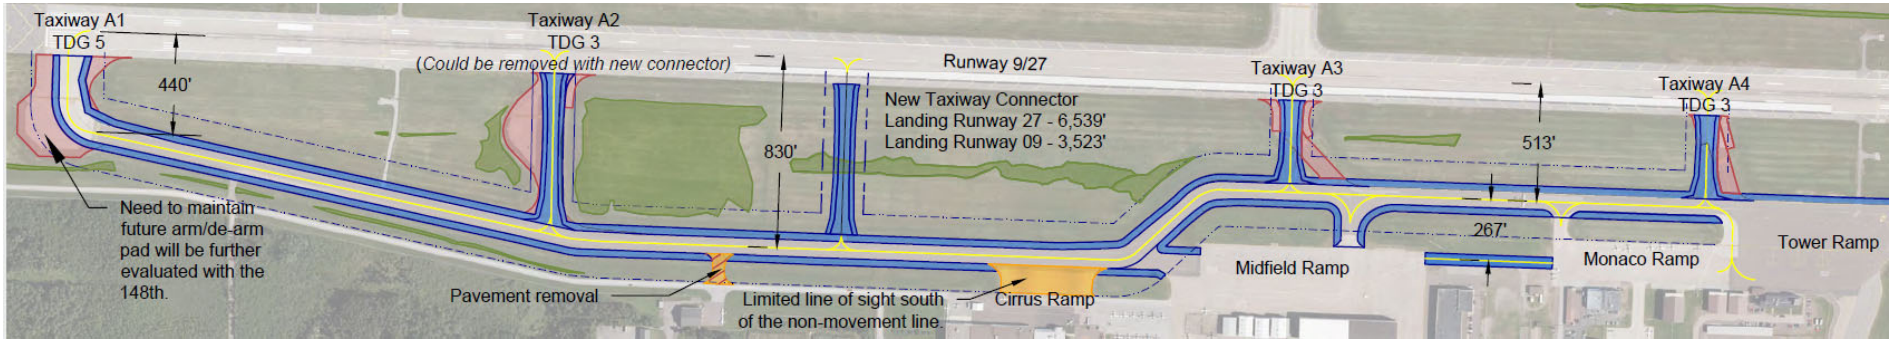 Taxiway A1
TDG 5
440'
Taxiway A2
TDG 3
(Could be removed with new connector)
830'
Runway 9/27
New Taxiway Connector
Landing Runway 27 - 6,539'
Landing Runway 09 - 3,523'
Taxiway A3
TDG 3
513'
Taxiway A4
TDG 3
267'
Need to maintain
future arm/de-arm
pad will be further
evaluated with the
148th.
Pavement removal
Limited line of sight south
of the non-movement line.
Cirrus Ramp
Midfield Ramp
Monaco Ramp
Tower Ramp